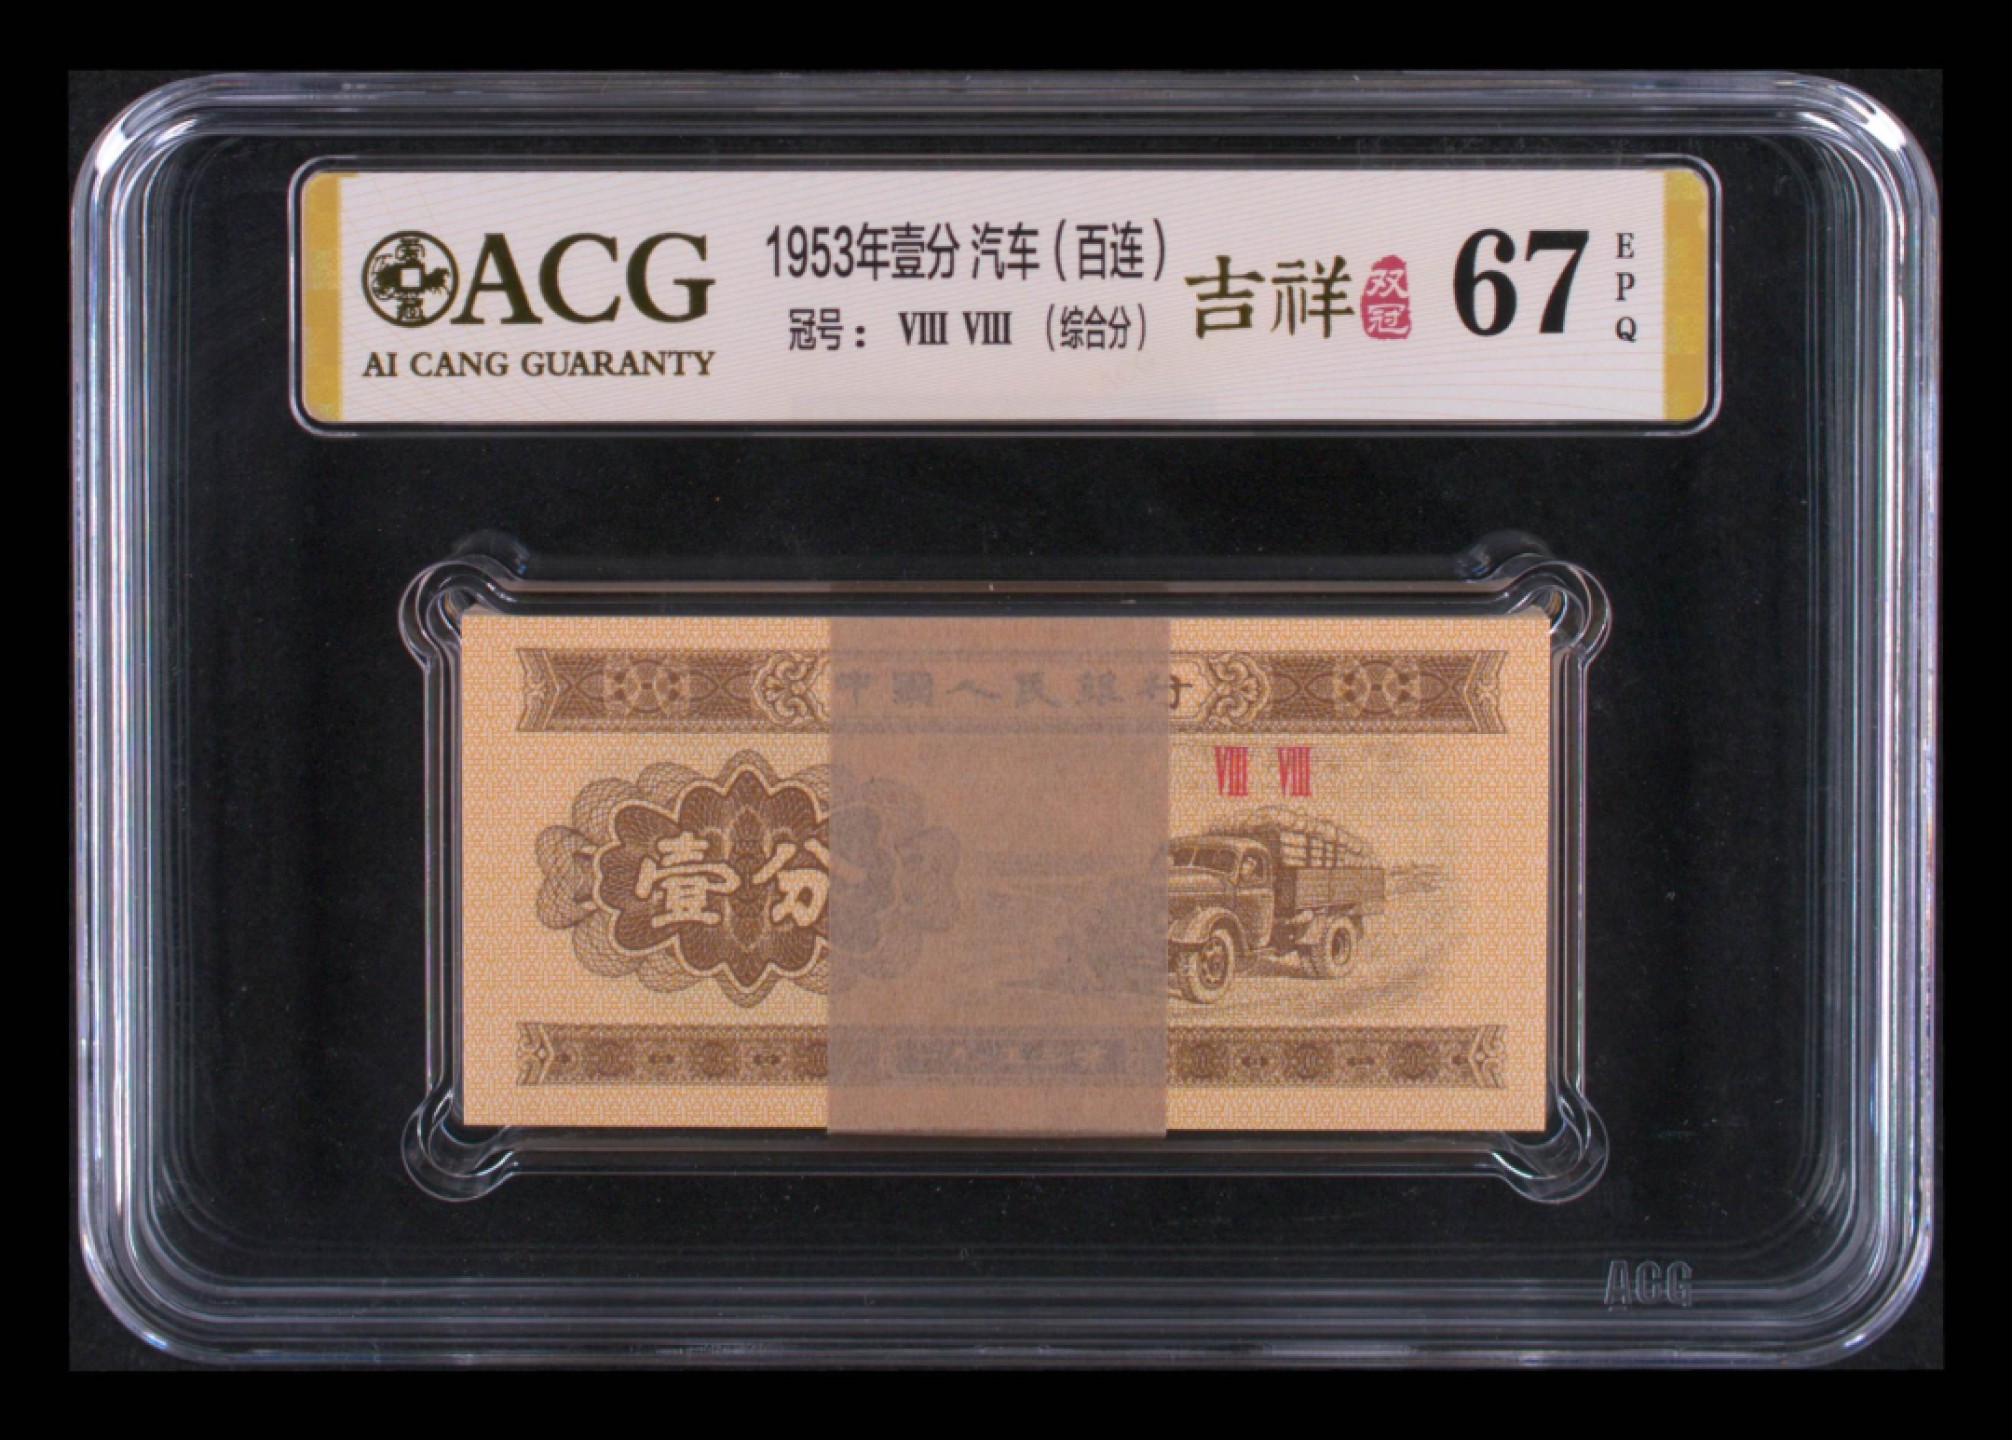 ACG
AI CANG GUARANTY
1953年壹分 汽车（百连）
冠号： VIII VIII （综合分）
吉祥
双冠
67
EPQ
中國人民銀行
VIII VIII
壹分
ACG